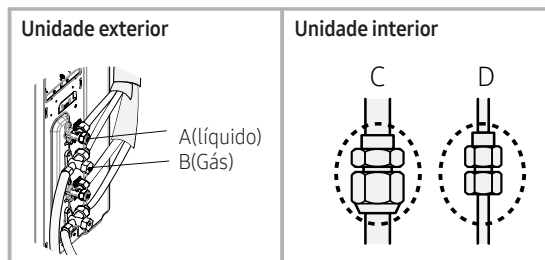 Unidade exterior
A(líquido)
B(Gás)
Unidade interior
C D